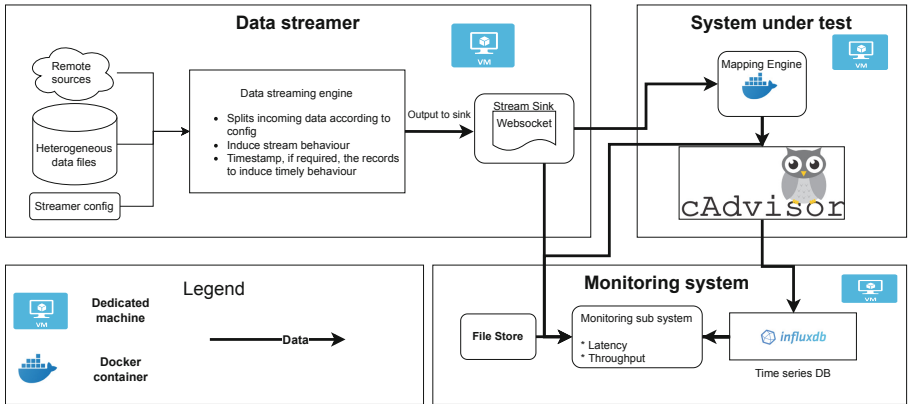 Data streamer
VM
Remote
sources
Heterogeneous
data files
Streamer config
Data streaming engine
• Splits incoming data according to
config
• Induce stream behaviour
• Timestamp, if required, the records
to induce timely behaviour
Output to sink
Stream Sink
Websocket
System under test
VM
Mapping Engine
cAdvisor
Legend
VM
Dedicated
machine
Docker
container
Data
Monitoring system
VM
File Store
Monitoring sub system
* Latency
* Throughput
influxdb
Time series DB